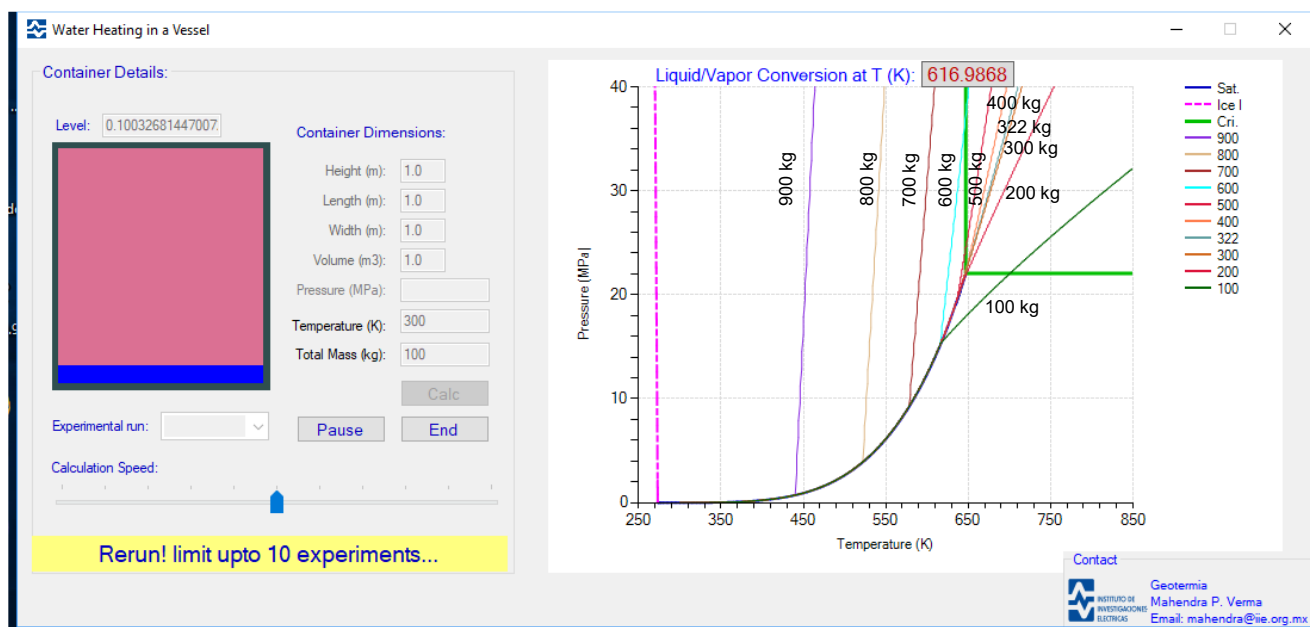 Water Heating in a Vessel
Container Details:
Level: 0.10032681447007
Container Dimensions:
Height (m): 1.0
Length (m): 1.0
Width (m): 1.0
Volume (m3): 1.0
Pressure (MPa):
Temperature (K): 300
Total Mass (kg): 100
Calc
Experimental run:
Pause
End
Calculation Speed:
Rerun! limit upto 10 experiments...
Liquid/Vapor Conversion at T (K): 616.9868
40
30
20
10
0
Pressure [MPa]
250
350
450
550
650
750
850
Temperature (K)
900 kg
800 kg
700 kg
600 kg
500 kg
400 kg
322 kg
300 kg
200 kg
100 kg
Sat.
Ice I
Cri.
900
800
700
600
500
400
322
300
200
100
Contact
INSTITUTO DE
INVESTIGACIONES
ELECTRICAS
Geotermia
Mahendra P. Verma
Email: mahendra@iie.org.mx